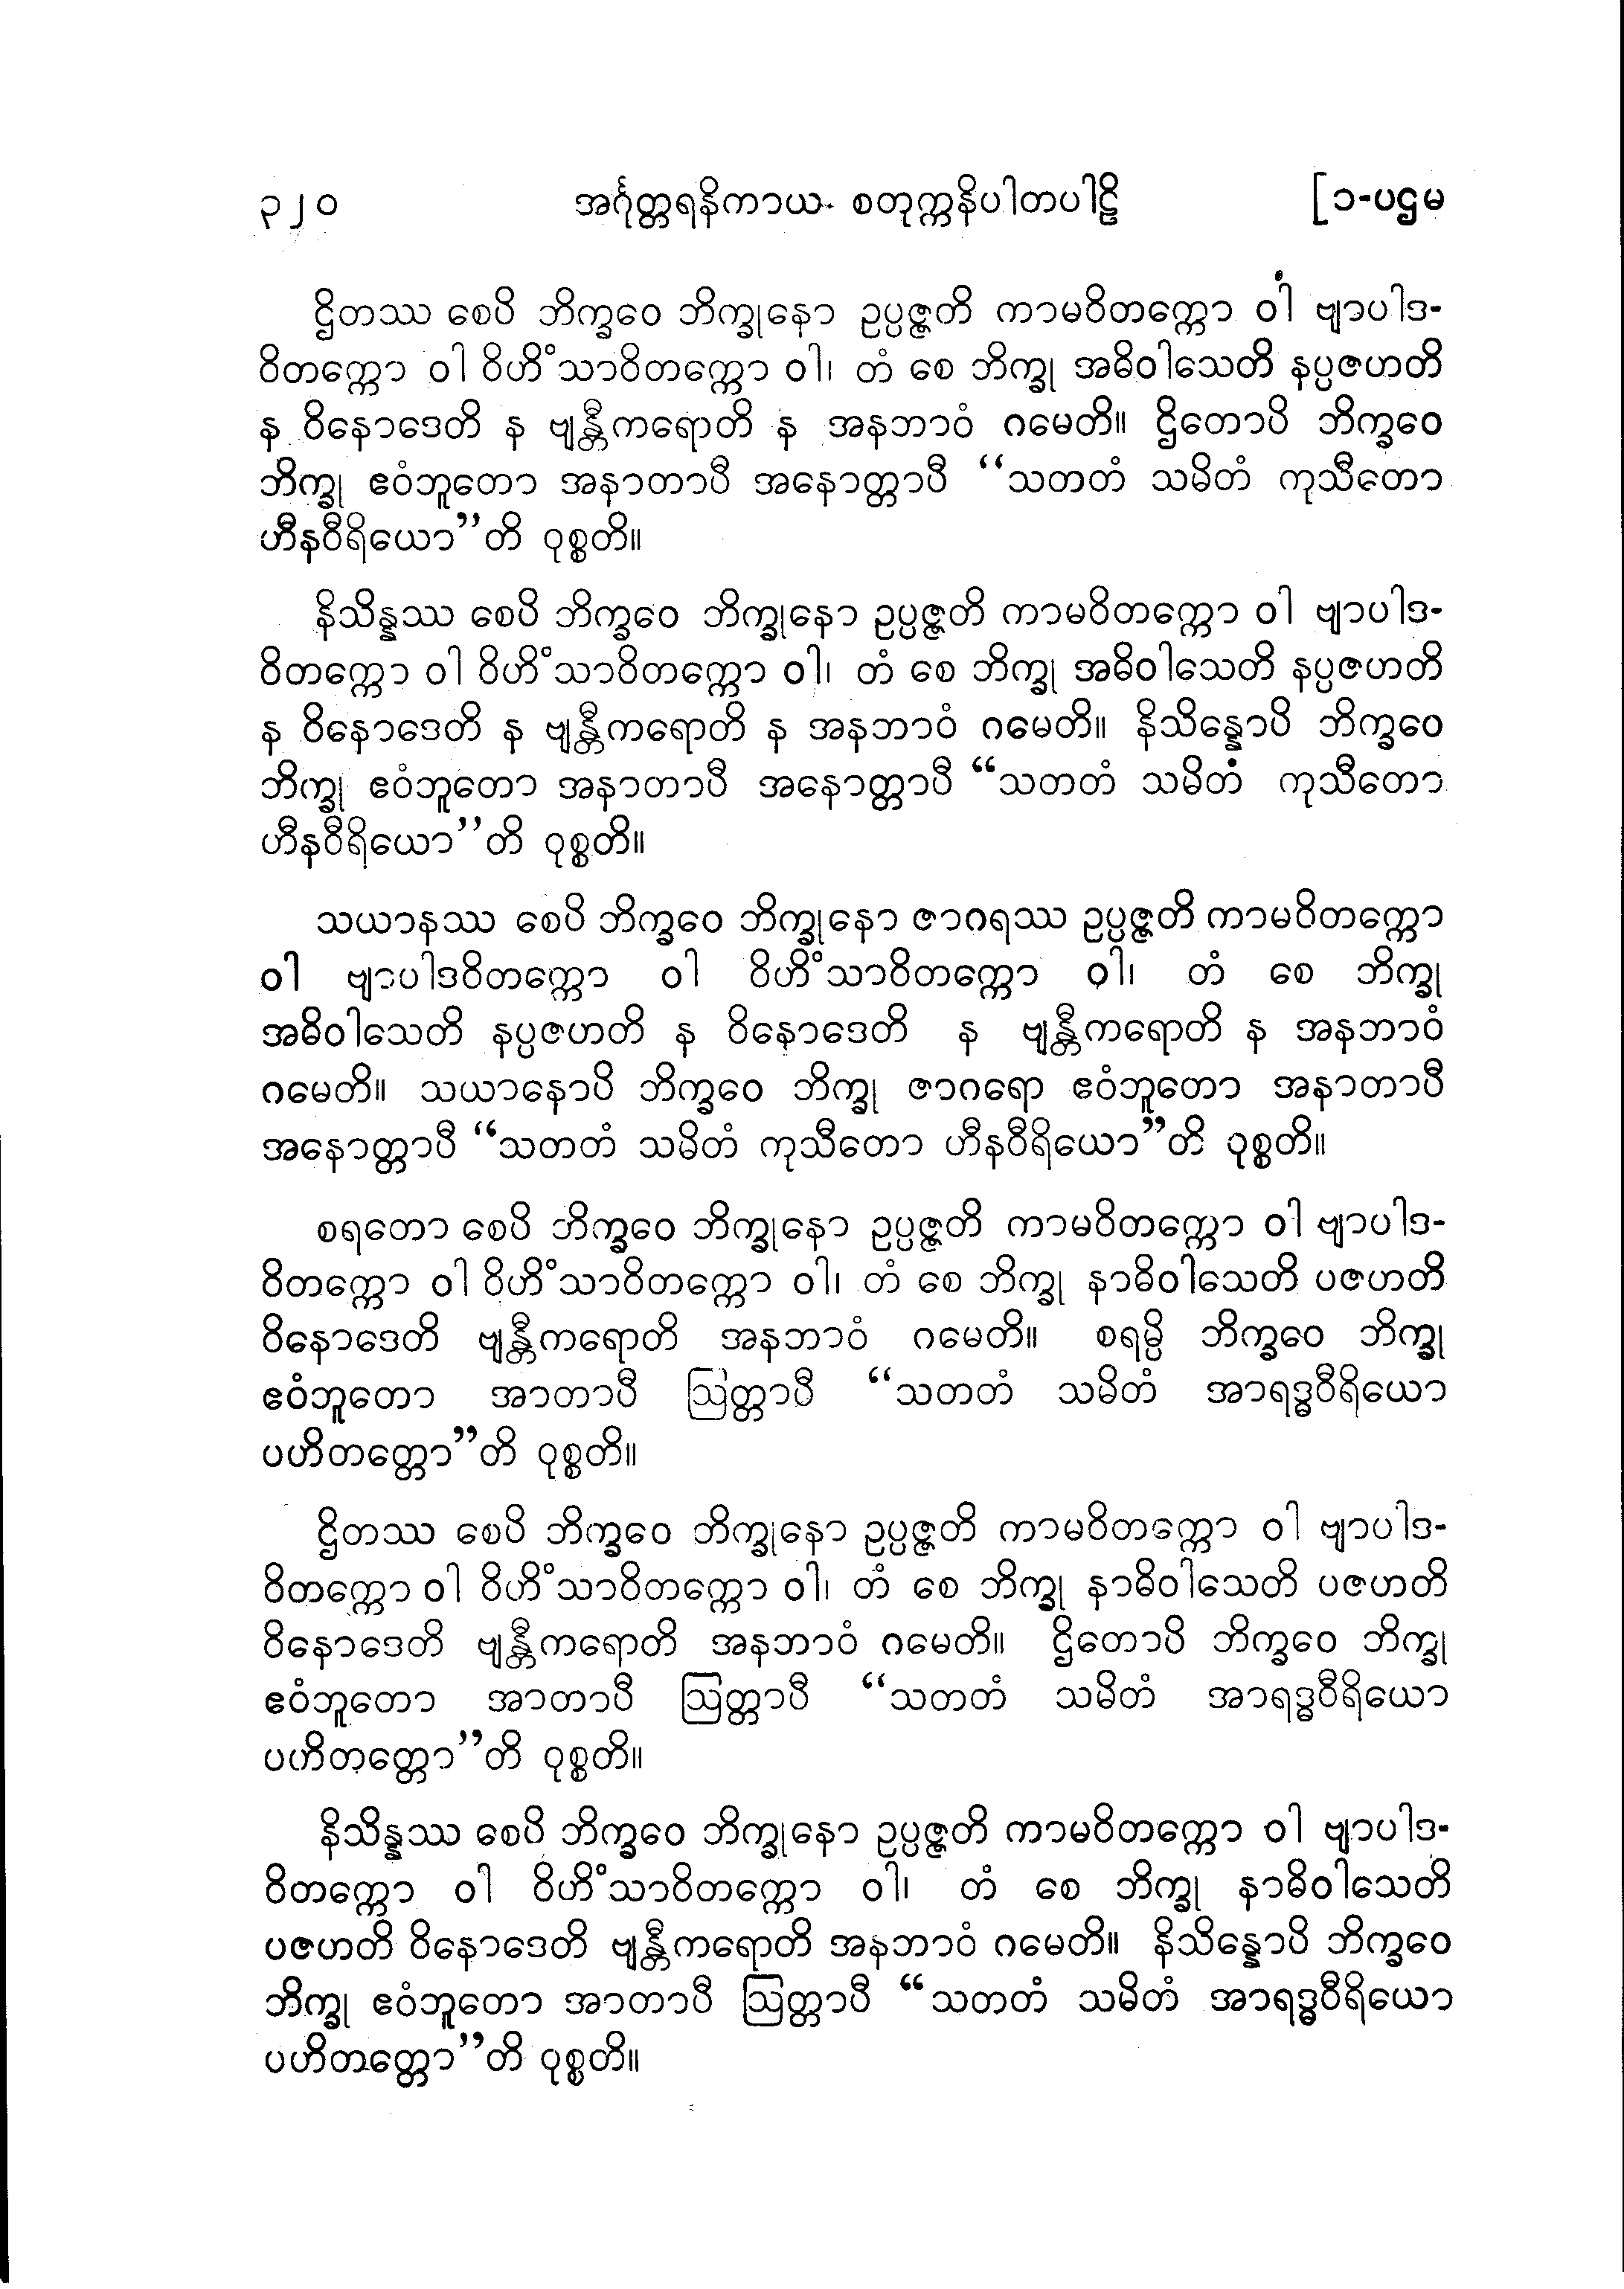 ၃၂၀ အင်္ဂုတ္တရနိကာယ- စတုက္ကနိပါတပါဠိ [၁-ပဌမ
ဌိတဿ စေပိ ဘိက္ခဝေ ဘိက္ခုနော ဥပ္ပဇ္ဇတိ ကာမဝိတက္ကော ဝါ ဗျာပါဒ-
ဝိတက္ကော ဝါ ဝိဟိံသာဝိတက္ကော ဝါ၊ တံ စေ ဘိက္ခု အဓိဝါသေတိ နပ္ပဇဟတိ
န ဝိနောဒေတိ န ဗျန္တီကရောတိ န အနဘာဝံ ဂမေတိ။ ဌိတောပိ ဘိက္ခဝေ
ဘိက္ခု ဧဝံဘူတော အနာတာပီ အနောတ္တာပီ “သတတံ သမိတံ ကုသီတော
ဟီနဝီရိယော”တိ ဝုစ္စတိ။
နိသိန္နဿ စေပိ ဘိက္ခဝေ ဘိက္ခုနော ဥပ္ပဇ္ဇတိ ကာမဝိတက္ကော ဝါ ဗျာပါဒ-
ဝိတက္ကော ဝါ ဝိဟိံသာဝိတက္ကော ဝါ၊ တံ စေ ဘိက္ခု အဓိဝါသေတိ နပ္ပဇဟတိ
န ဝိနောဒေတိ န ဗျန္တီကရောတိ န အနဘာဝံ ဂမေတိ။ နိသိန္နောပိ ဘိက္ခဝေ
ဘိက္ခု ဧဝံဘူတော အနာတာပီ အနောတ္တာပီ “သတတံ သမိတံ ကုသီတော
ဟီနဝီရိယော”တိ ဝုစ္စတိ။
သယာနဿ စေပိ ဘိက္ခဝေ ဘိက္ခုနော ဇာဂရဿ ဥပ္ပဇ္ဇတိ ကာမဝိတက္ကော
ဝါ ဗျာပါဒဝိတက္ကော ဝါ ဝိဟိံသာဝိတက္ကော ဝါ၊ တံ စေ ဘိက္ခု
အဓိဝါသေတိ နပ္ပဇဟတိ န ဝိနောဒေတိ န ဗျန္တီကရောတိ န အနဘာဝံ
ဂမေတိ။ သယာနောပိ ဘိက္ခဝေ ဘိက္ခု ဇာဂရော ဧဝံဘူတော အနာတာပီ
အနောတ္တာပီ “သတတံ သမိတံ ကုသီတော ဟီနဝီရိယော”တိ ဝုစ္စတိ။
စရတော စေပိ ဘိက္ခဝေ ဘိက္ခုနော ဥပ္ပဇ္ဇတိ ကာမဝိတက္ကော ဝါ ဗျာပါဒ-
ဝိတက္ကော ဝါ ဝိဟိံသာဝိတက္ကော ဝါ၊ တံ စေ ဘိက္ခု နာဓိဝါသေတိ ပဇဟတိ
ဝိနောဒေတိ ဗျန္တီကရောတိ အနဘာဝံ ဂမေတိ။ စရမ္ပိ ဘိက္ခဝေ ဘိက္ခု
ဧဝံဘူတော အာတာပီ ဩတ္တာပီ “သတတံ သမိတံ အာရဒ္ဓဝီရိယော
ပဟိတတ္တော”တိ ဝုစ္စတိ။
ဌိတဿ စေပိ ဘိက္ခဝေ ဘိက္ခုနော ဥပ္ပဇ္ဇတိ ကာမဝိတက္ကော ဝါ ဗျာပါဒ-
ဝိတက္ကော ဝါ ဝိဟိံသာဝိတက္ကော ဝါ၊ တံ စေ ဘိက္ခု နာဓိဝါသေတိ ပဇဟတိ
ဝိနောဒေတိ ဗျန္တီကရောတိ အနဘာဝံ ဂမေတိ။ ဌိတောပိ ဘိက္ခဝေ ဘိက္ခု
ဧဝံဘူတော အာတာပီ ဩတ္တာပီ “သတတံ သမိတံ အာရဒ္ဓဝီရိယော
ပဟိတတ္တော”တိ ဝုစ္စတိ။
နိသိန္နဿ စေပိ ဘိက္ခဝေ ဘိက္ခုနော ဥပ္ပဇ္ဇတိ ကာမဝိတက္ကော ဝါ ဗျာပါဒ-
ဝိတက္ကော ဝါ ဝိဟိံသာဝိတက္ကော ဝါ၊ တံ စေ ဘိက္ခု နာဓိဝါသေတိ
ပဇဟတိ ဝိနောဒေတိ ဗျန္တီကရောတိ အနဘာဝံ ဂမေတိ။ နိသိန္နောပိ ဘိက္ခဝေ
ဘိက္ခု ဧဝံဘူတော အာတာပီ ဩတ္တာပီ “သတတံ သမိတံ အာရဒ္ဓဝီရိယော
ပဟိတတ္တော”တိ ဝုစ္စတိ။